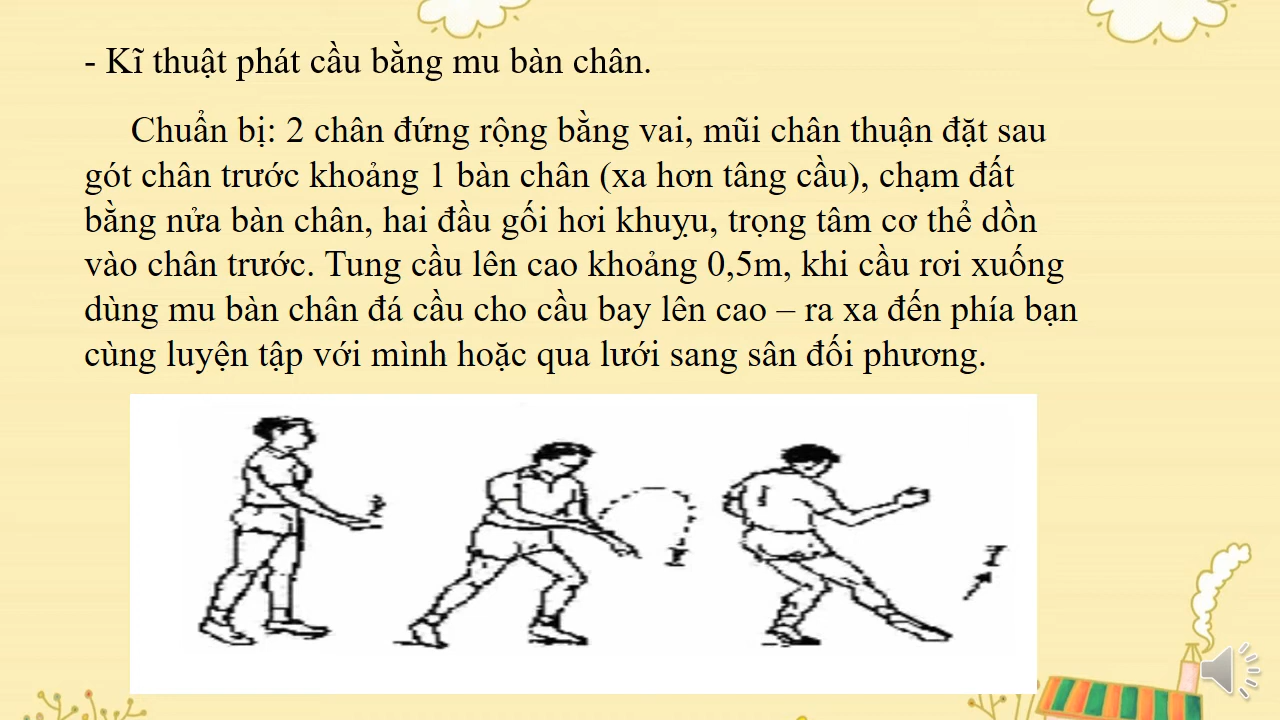 - Kĩ thuật phát cầu bằng mu bàn chân.
Chuẩn bị: 2 chân đứng rộng bằng vai, mũi chân thuận đặt sau
gót chân trước khoảng 1 bàn chân (xa hơn tâng cầu), chạm đất
bằng nửa bàn chân, hai đầu gối hơi khuỵu, trọng tâm cơ thể dồn
vào chân trước. Tung cầu lên cao khoảng 0,5m, khi cầu rơi xuống
dùng mu bàn chân đá cầu cho cầu bay lên cao – ra xa đến phía bạn
cùng luyện tập với mình hoặc qua lưới sang sân đối phương.